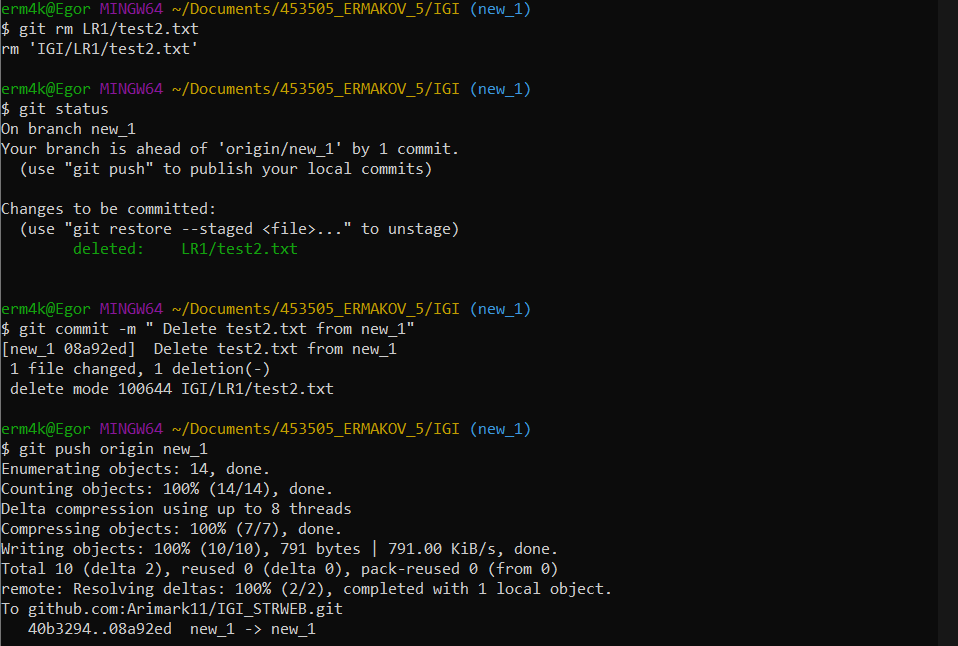 erm4k@Egor MINGW64 ~/Documents/453505_ERMAKOV_5/IGI (new_1)
$ git rm LR1/test2.txt
rm 'IGI/LR1/test2.txt'
erm4k@Egor MINGW64 ~/Documents/453505_ERMAKOV_5/IGI (new_1)
$ git status
On branch new_1
Your branch is ahead of 'origin/new_1' by 1 commit.
  (use "git push" to publish your local commits)
Changes to be committed:
  (use "git restore --staged <file>..." to unstage)
        deleted:    LR1/test2.txt
erm4k@Egor MINGW64 ~/Documents/453505_ERMAKOV_5/IGI (new_1)
$ git commit -m " Delete test2.txt from new_1"
[new_1 08a92ed]  Delete test2.txt from new_1
 1 file changed, 1 deletion(-)
 delete mode 100644 IGI/LR1/test2.txt
erm4k@Egor MINGW64 ~/Documents/453505_ERMAKOV_5/IGI (new_1)
$ git push origin new_1
Enumerating objects: 14, done.
Counting objects: 100% (14/14), done.
Delta compression using up to 8 threads
Compressing objects: 100% (7/7), done.
Writing objects: 100% (10/10), 791 bytes | 791.00 KiB/s, done.
Total 10 (delta 2), reused 0 (delta 0), pack-reused 0 (from 0)
remote: Resolving deltas: 100% (2/2), completed with 1 local object.
To github.com:Arimark11/IGI_STRWEB.git
   40b3294..08a92ed  new_1 -> new_1